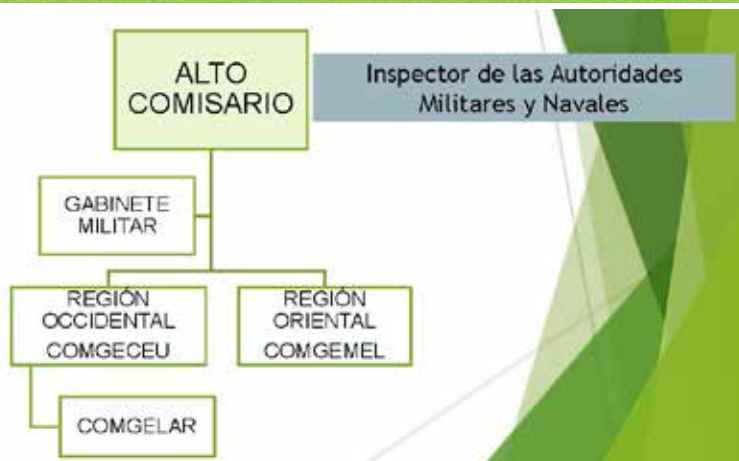 ALTO
COMISARIO
Inspector de las Autoridades
Militares y Navales
GABINETE
MILITAR
REGIÓN
OCCIDENTAL
COMGECEU
REGIÓN
ORIENTAL
COMGEMEL
COMGELAR